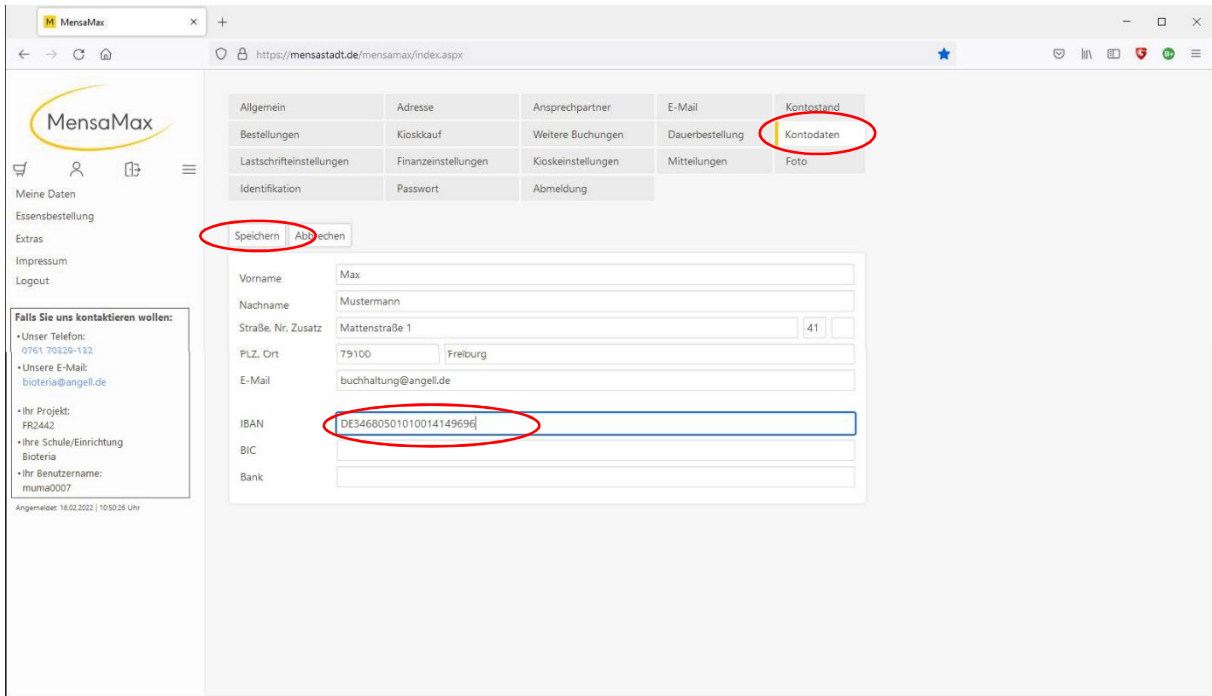 M MensaMax
https://mensastadt.de/mensamax/index.aspx
MensaMax
Meine Daten
Essensbestellung
Extras
Impressum
Logout
Falls Sie uns kontaktieren wollen:
• Unser Telefon:
0761 70329-132
• Unsere E-Mail:
bioteria@angell.de
• Ihr Projekt:
FR2442
• Ihre Schule/Einrichtung
Bioteria
• Ihr Benutzername:
muma0007
Angemeldet: 16.02.2022 | 10:50:26 Uhr
Allgemein Adresse Ansprechpartner E-Mail Kontostand
Bestellungen Kioskkauf Weitere Buchungen Dauerbestellung Kontodaten
Lastschrifteinstellungen Finanzeinstellungen Kioskeinstellungen Mitteilungen Foto
Identifikation Passwort Abmeldung
Speichern Abbrechen
Vorname Max
Nachname Mustermann
Straße, Nr, Zusatz Mattenstraße 1 41
PLZ, Ort 79100 Freiburg
E-Mail buchhaltung@angell.de
IBAN DE34680501010014149696
BIC
Bank